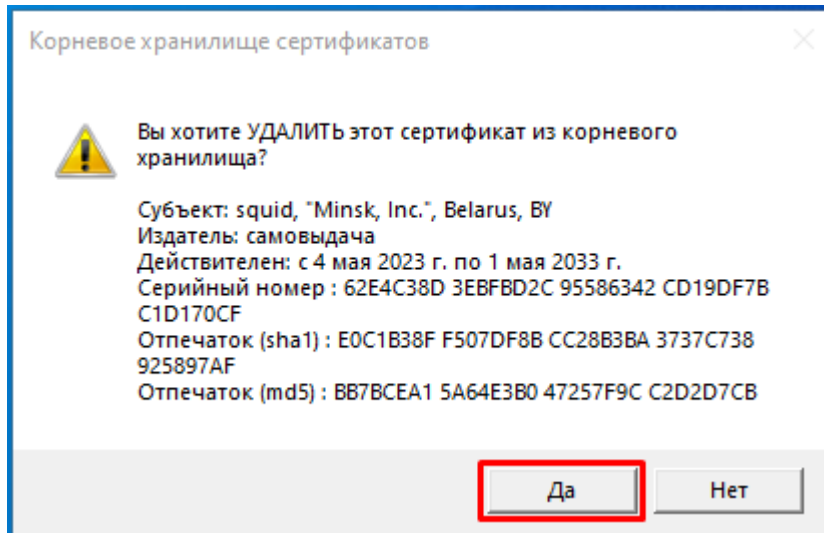 Корневое хранилище сертификатов
Вы хотите УДАЛИТЬ этот сертификат из корневого
хранилища?
Субъект: squid, "Minsk, Inc.", Belarus, BY
Издатель: самовыдача
Действителен: с 4 мая 2023 г. по 1 мая 2033 г.
Серийный номер : 62E4C38D 3EBFBD2C 95586342 CD19DF7B
C1D170CF
Отпечаток (sha1) : E0C1B38F F507DF8B CC28B3BA 3737C738
925897AF
Отпечаток (md5) : BB7BCEA1 5A64E3B0 47257F9C C2D2D7CB
Да
Нет